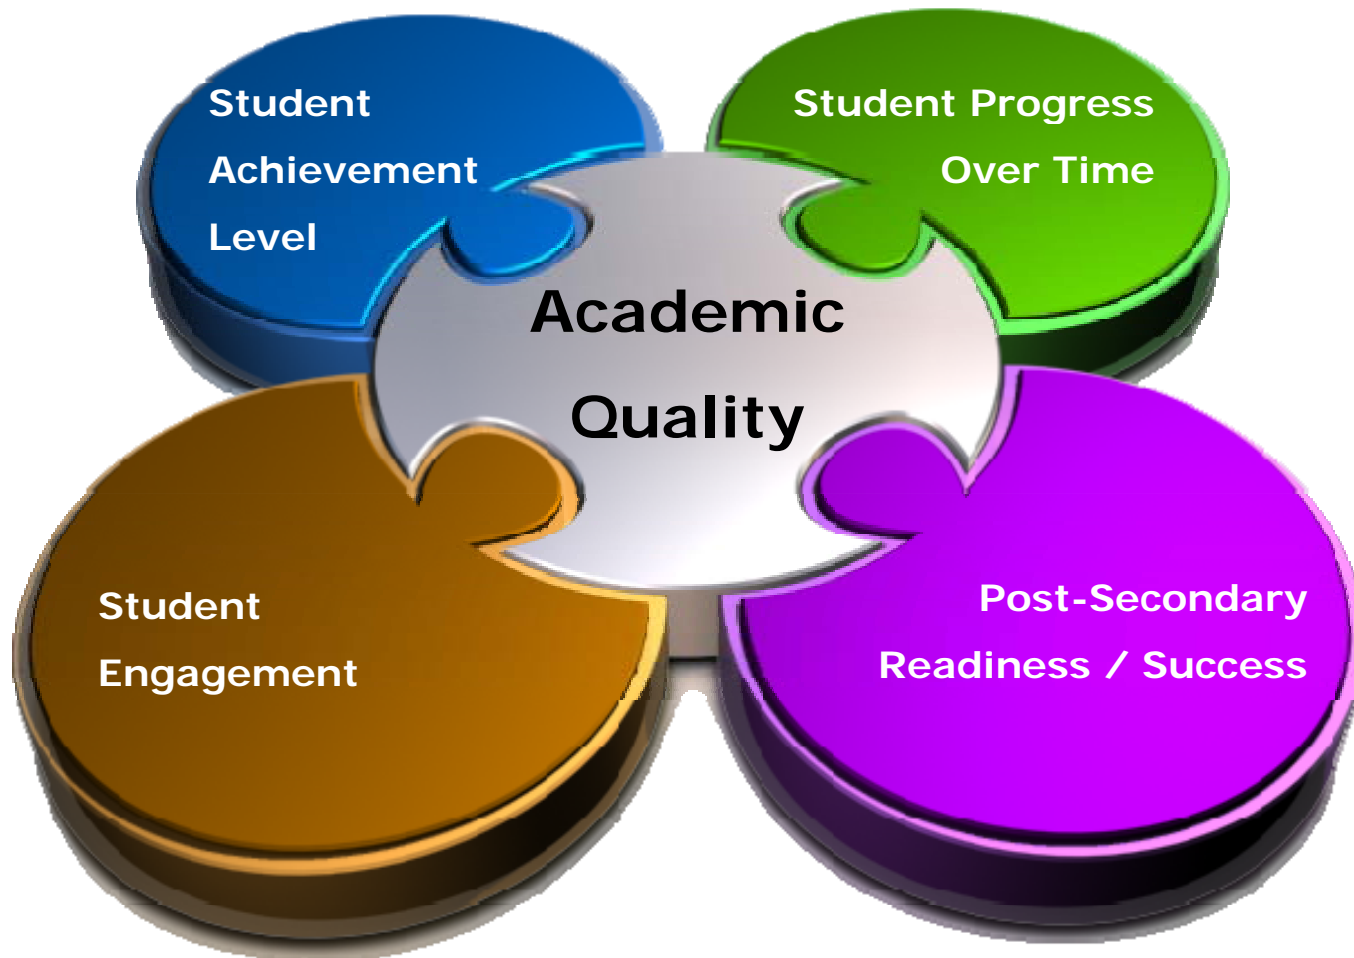 Student
Achievement
Level
Student Progress
Over Time
Academic
Quality
Student
Engagement
Post-Secondary
Readiness / Success